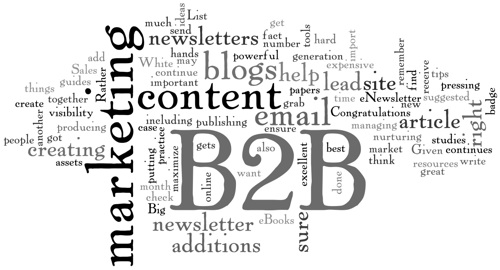 much
ideas
List
send
get
add
newsletters
fact
number
tools
hard
Sales
hands
White
may
powerful
generation
import
expensive
remember
find
receive
tips
pressing
things
guides
Rather
continue
important
blogs
help
lead
site
suggested
badge
create
together
visibility
another
marketing
content
grab
papers
time
eNewsletter
new
right
any
producing
including
publishing
email
Congratulations
article
people
got
creating
ease
ensure
managing
studies
assets
putting
practice
maximize
B2B
gets
online
also
want
excellent
best
done
nurturing
market
think
Given
continues
resources
write
great
month
check
Big
eBooks
sure
newsletter
additions